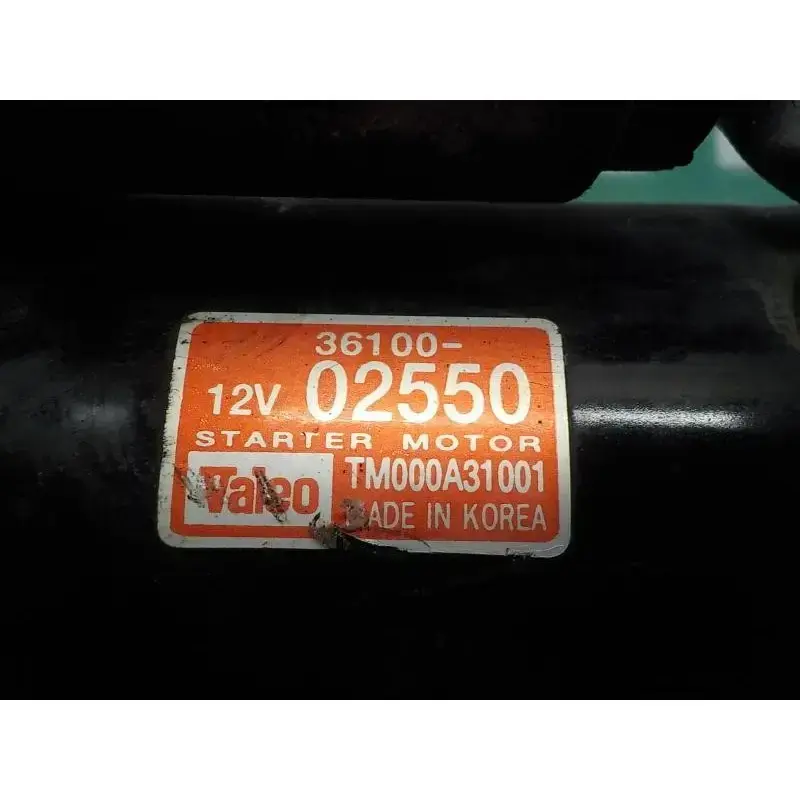 36100-
12V 02550
STARTER MOTOR
Valeo TM000A31001
MADE IN KOREA